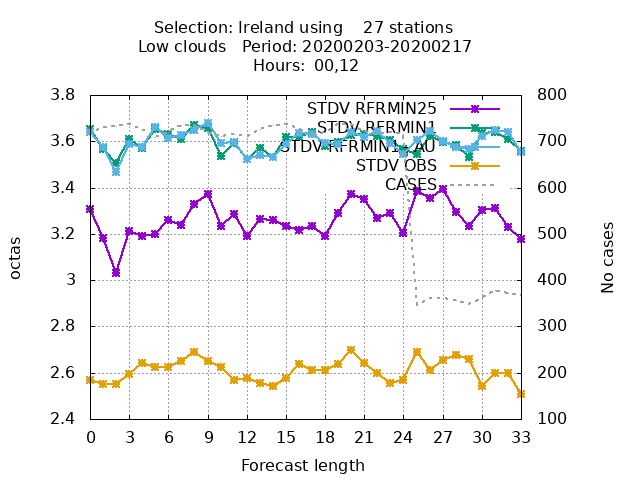 Selection: Ireland using    27 stations
Low clouds   Period: 20200203-20200217
Hours:  00,12
STDV RFRMIN25
STDV RFRMIN1
STDV OBS
CASES
3.8
3.6
3.4
3.2
3
2.8
2.6
2.4
800
700
600
500
400
300
200
100
octas
No cases
0 3 6 9 12 15 18 21 24 27 30 33
Forecast length